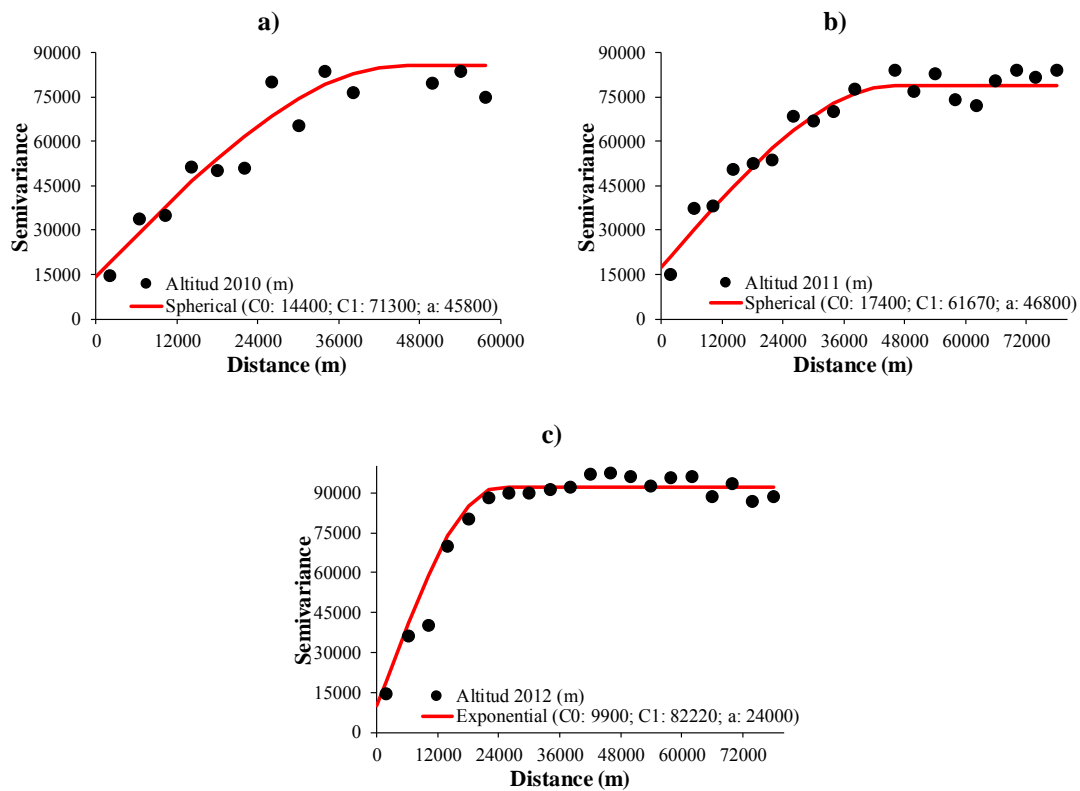 a)
90000
75000
60000
45000
30000
15000
0
Semivariance
Altitud 2010 (m)
Spherical (C0: 14400; C1: 71300; a: 45800)
0 12000 24000 36000 48000 60000
Distance (m)
b)
90000
75000
60000
45000
30000
15000
0
Semivariance
Altitud 2011 (m)
Spherical (C0: 17400; C1: 61670; a: 46800)
0 12000 24000 36000 48000 60000 72000
Distance (m)
c)
90000
75000
60000
45000
30000
15000
0
Semivariance
Altitud 2012 (m)
Exponential (C0: 9900; C1: 82220; a: 24000)
0 12000 24000 36000 48000 60000 72000
Distance (m)